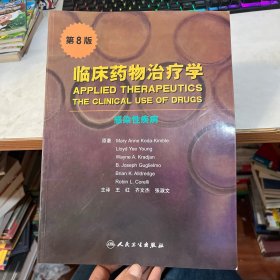 第8版
临床药物治疗学
APPLIED THERAPEUTICS
THE CLINICAL USE OF DRUGS
感染性疾病
原著 Mary Anne Koda-Kimble
Lloyd Yee Young
Wayne A. Kradjan
B. Joseph Guglielmo
Brian K. Alldredge
Robin L. Corelli
主译 王红 齐文杰 张淑文
人民卫生出版社